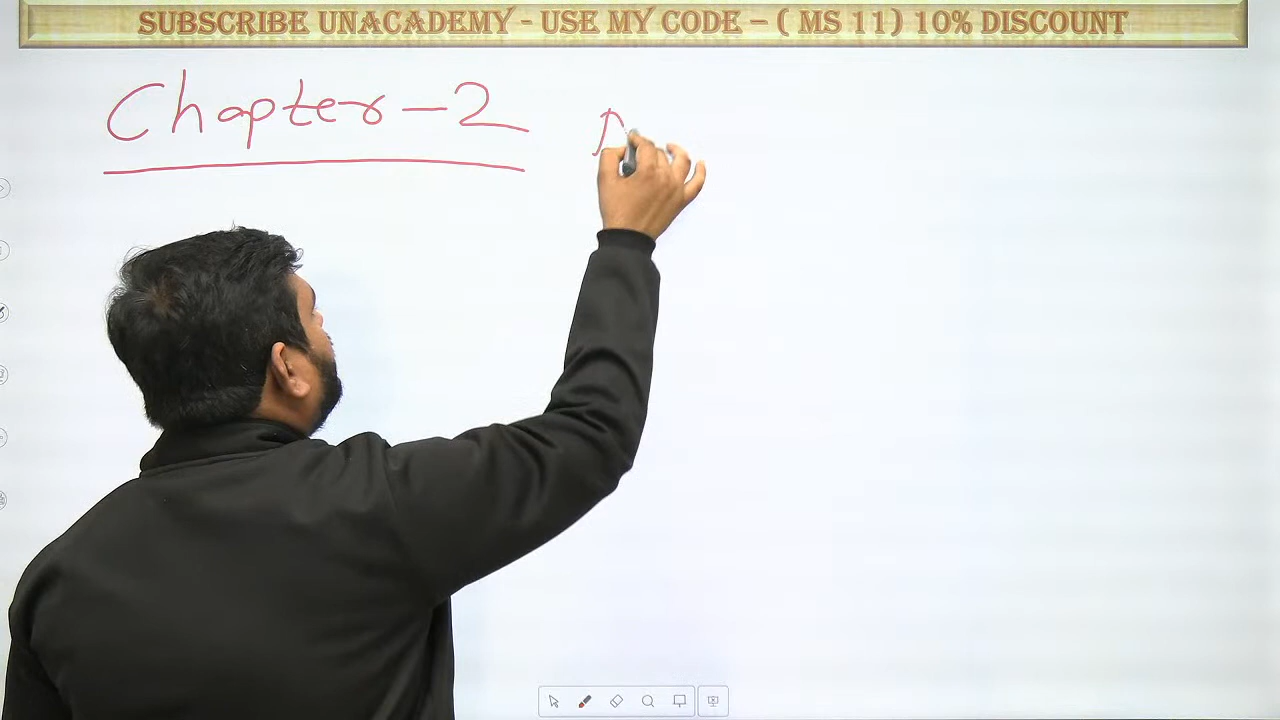 SUBSCRIBE UNACADEMY - USE MY CODE – ( MS 11) 10% DISCOUNT
Chapter - 2